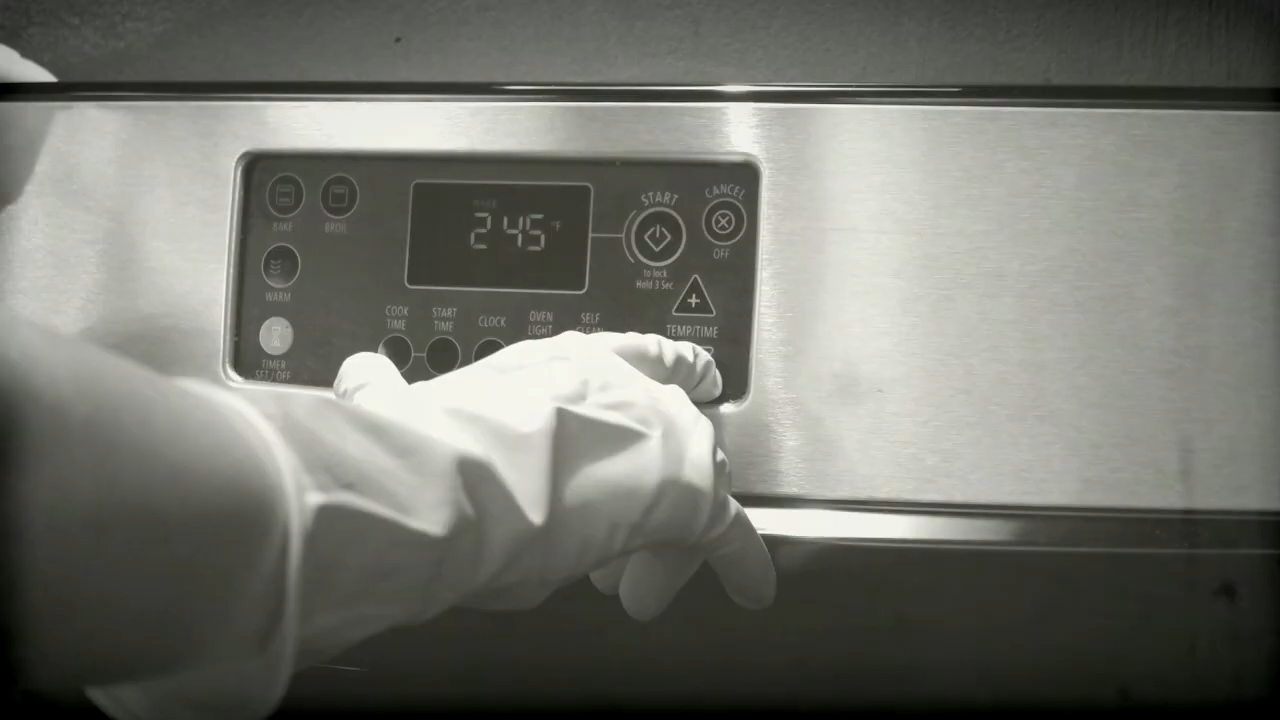 BAKE
BROIL
WARM
TIMER
SET / OFF
BAKE
245 °F
START
to lock
Hold 3 Sec.
CANCEL
OFF
TEMP/TIME
COOK
TIME
START
TIME
CLOCK
OVEN
LIGHT
SELF
CLEAN